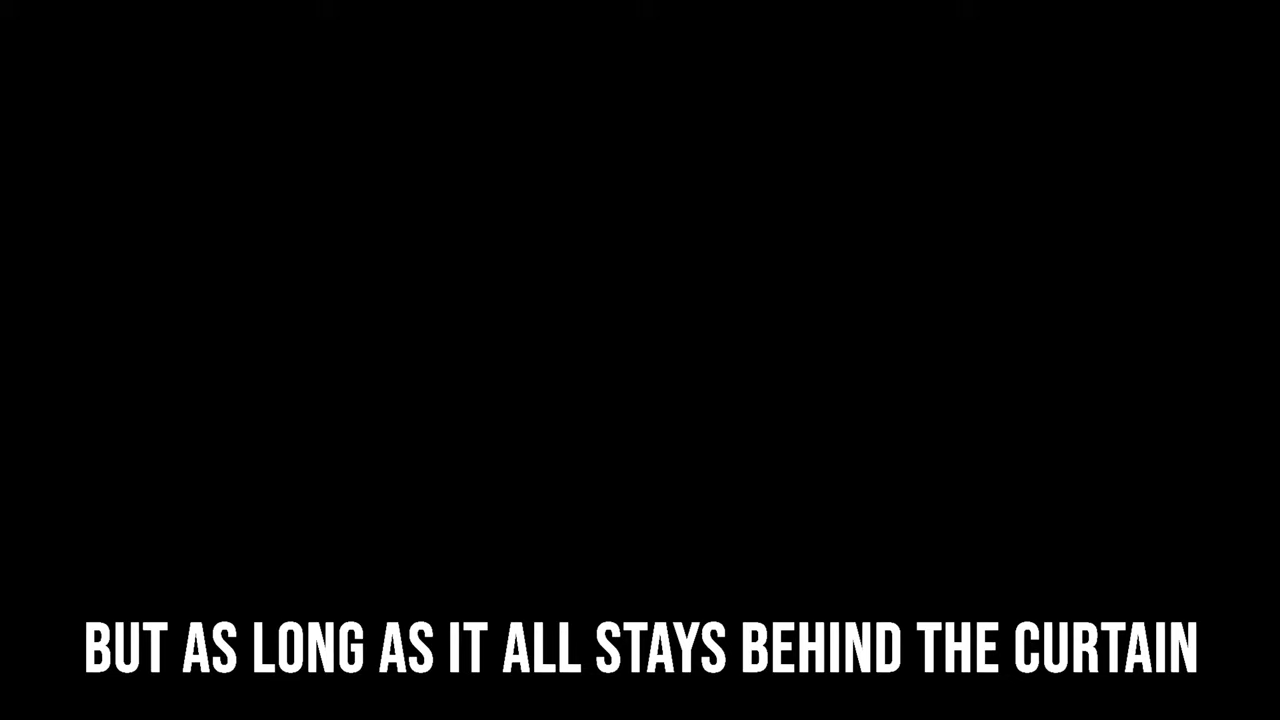 BUT AS LONG AS IT ALL STAYS BEHIND THE CURTAIN